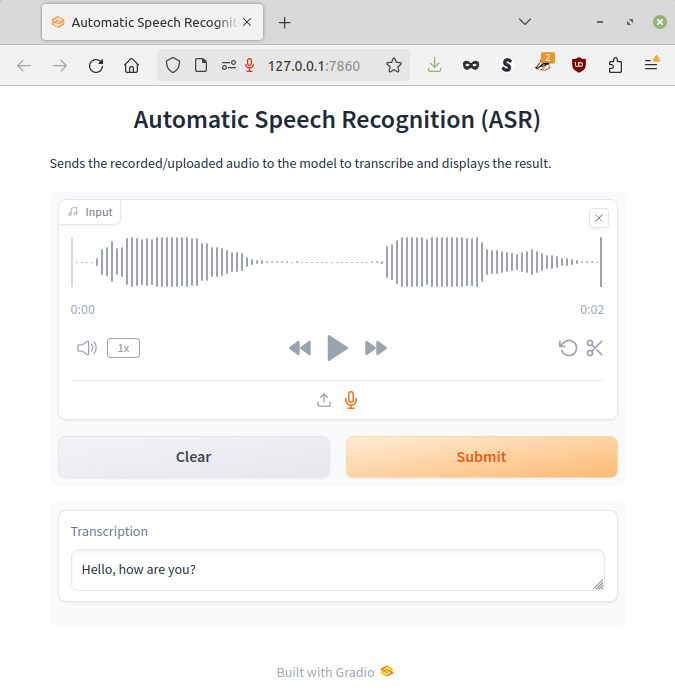 Automatic Speech Recognit
127.0.0.1:7860
2
Automatic Speech Recognition (ASR)
Sends the recorded/uploaded audio to the model to transcribe and displays the result.
Input
0:00
0:02
1x
Clear
Submit
Transcription
Hello, how are you?
Built with Gradio